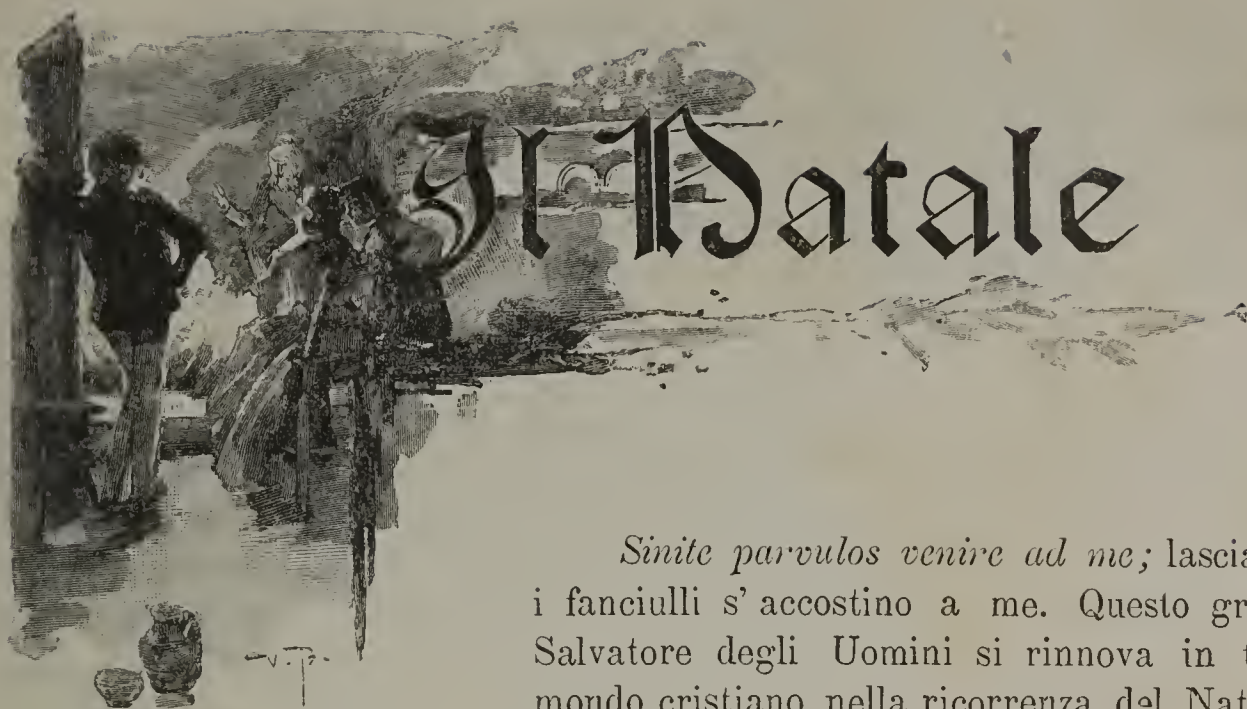 Il Natale
Sinite parvulos venire ad me; lascia
i fanciulli s' accostino a me. Questo gr
Salvatore degli Uomini si rinnova in t
mondo cristiano nella ricorrenza del Nat